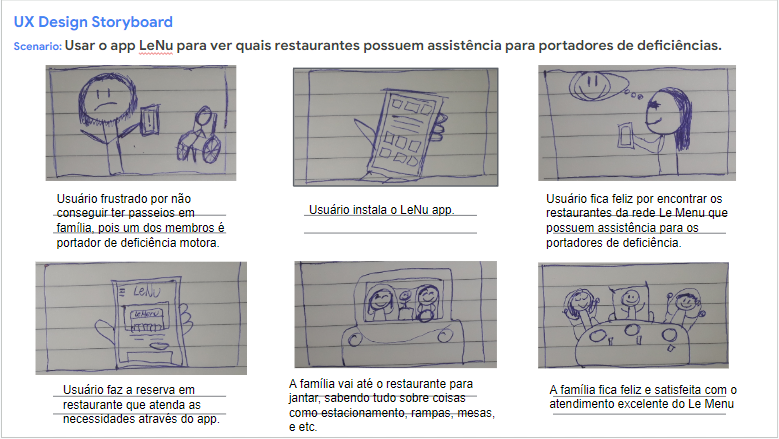 UX Design Storyboard
Scenario: Usar o app LeNu para ver quais restaurantes possuem assistência para portadores de deficiências.
Usuário frustrado por não
conseguir ter passeios em
família, pois um dos membros é
portador de deficiência motora.
Usuário instala o LeNu app.
Usuário fica feliz por encontrar os
restaurantes da rede Le Menu que
possuem assistência para os
portadores de deficiência.
LeNu
LeMenu
Usuário faz a reserva em
restaurante que atenda as
necessidades através do app.
A família vai até o restaurante para
jantar, sabendo tudo sobre coisas
como estacionamento, rampas, mesas,
e etc.
A família fica feliz e satisfeita com o
atendimento excelente do Le Menu